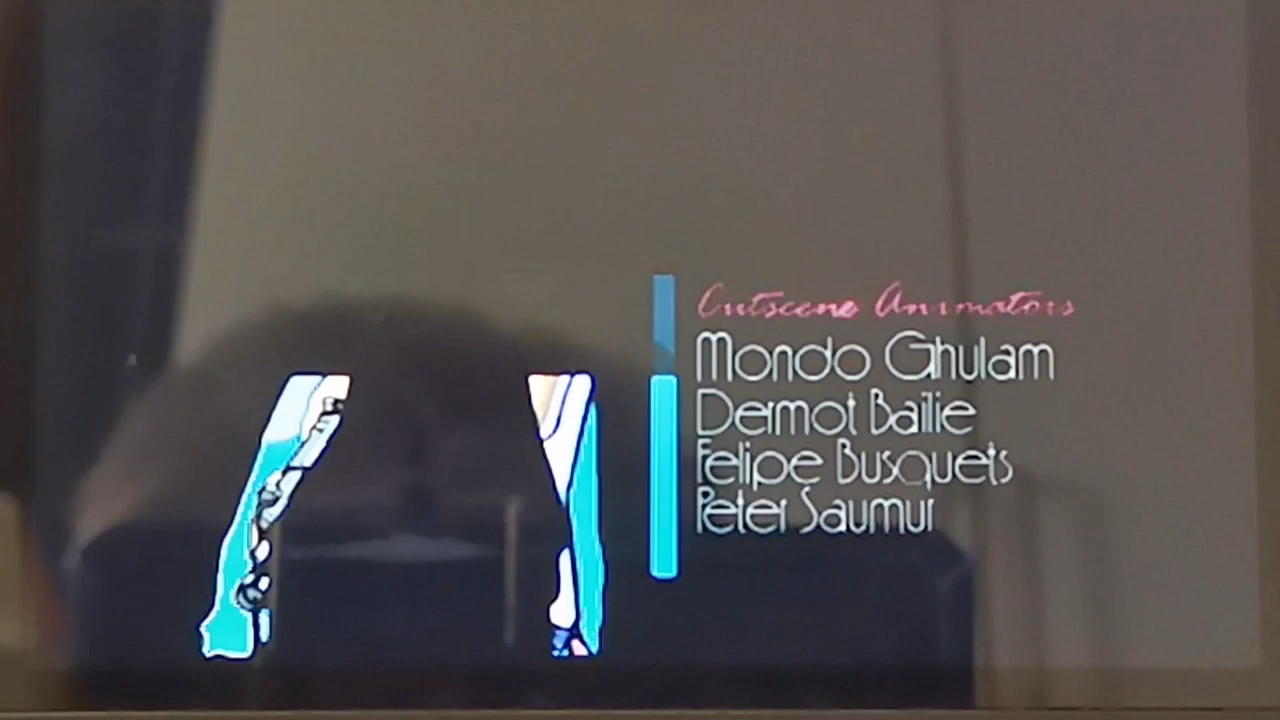 Cutscene Animators
Mondo Ghulam
Dermot Bailie
Felipe Busquets
Peter Saumur